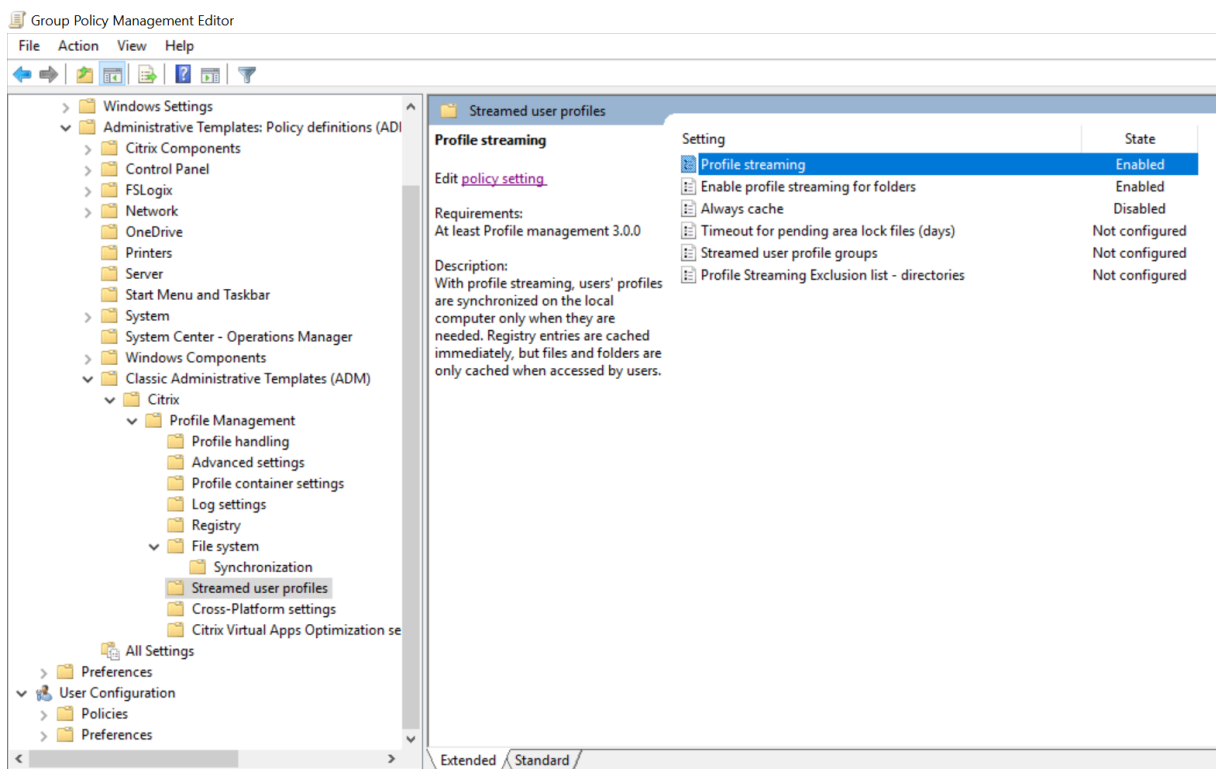 Group Policy Management Editor
File Action View Help
Windows Settings
Administrative Templates: Policy definitions (ADI
Citrix Components
Control Panel
FSLogix
Network
OneDrive
Printers
Server
Start Menu and Taskbar
System
System Center - Operations Manager
Windows Components
Classic Administrative Templates (ADM)
Citrix
Profile Management
Profile handling
Advanced settings
Profile container settings
Log settings
Registry
File system
Synchronization
Streamed user profiles
Cross-Platform settings
Citrix Virtual Apps Optimization se
All Settings
Preferences
User Configuration
Policies
Preferences
Streamed user profiles
Profile streaming
Edit policy setting
Requirements:
At least Profile management 3.0.0
Description:
With profile streaming, users' profiles
are synchronized on the local
computer only when they are
needed. Registry entries are cached
immediately, but files and folders are
only cached when accessed by users.
Setting State
Profile streaming Enabled
Enable profile streaming for folders Enabled
Always cache Disabled
Timeout for pending area lock files (days) Not configured
Streamed user profile groups Not configured
Profile Streaming Exclusion list - directories Not configured
Extended Standard